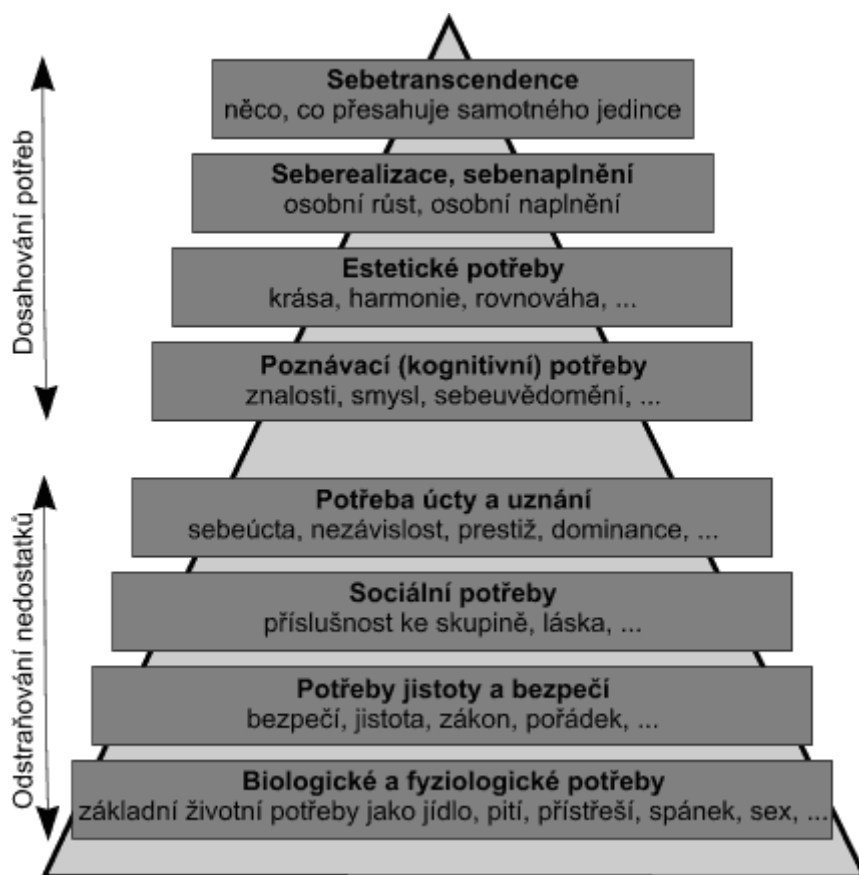 Dosahování potřeb
Sebetranscendence
něco, co přesahuje samotného jedince
Seberealizace, sebenaplnění
osobní růst, osobní naplnění
Estetické potřeby
krása, harmonie, rovnováha, ...
Poznávací (kognitivní) potřeby
znalosti, smysl, sebeuvědomění, ...
Odstraňování nedostatků
Potřeba úcty a uznání
sebeúcta, nezávislost, prestiž, dominance, ...
Sociální potřeby
příslušnost ke skupině, láska, ...
Potřeby jistoty a bezpečí
bezpečí, jistota, zákon, pořádek, ...
Biologické a fyziologické potřeby
základní životní potřeby jako jídlo, pití, přístřeší, spánek, sex, ...